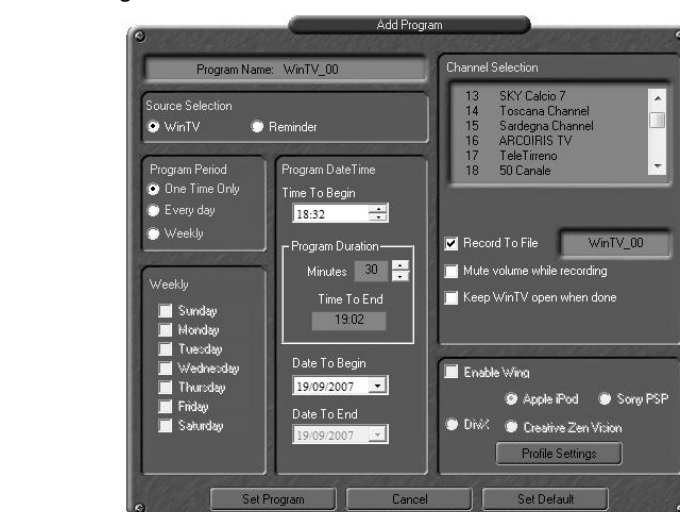 Add Program
Program Name: WinTV_00
Source Selection
WinTV
Reminder
Program Period
One Time Only
Every day
Weekly
Weekly
Sunday
Monday
Tuesday
Wednesday
Thursday
Friday
Saturday
Program DateTime
Time To Begin
18:32
Program Duration
Minutes 30
Time To End
19:02
Date To Begin
19/09/2007
Date To End
19/09/2007
Channel Selection
13 SKY Calcio 7
14 Toscana Channel
15 Sardegna Channel
16 ARCOIRIS TV
17 TeleTirreno
18 50 Canale
Record To File WinTV_00
Mute volume while recording
Keep WinTV open when done
Enable Wing
Apple iPod
Sony PSP
DivX
Creative Zen Vision
Profile Settings
Set Program
Cancel
Set Default